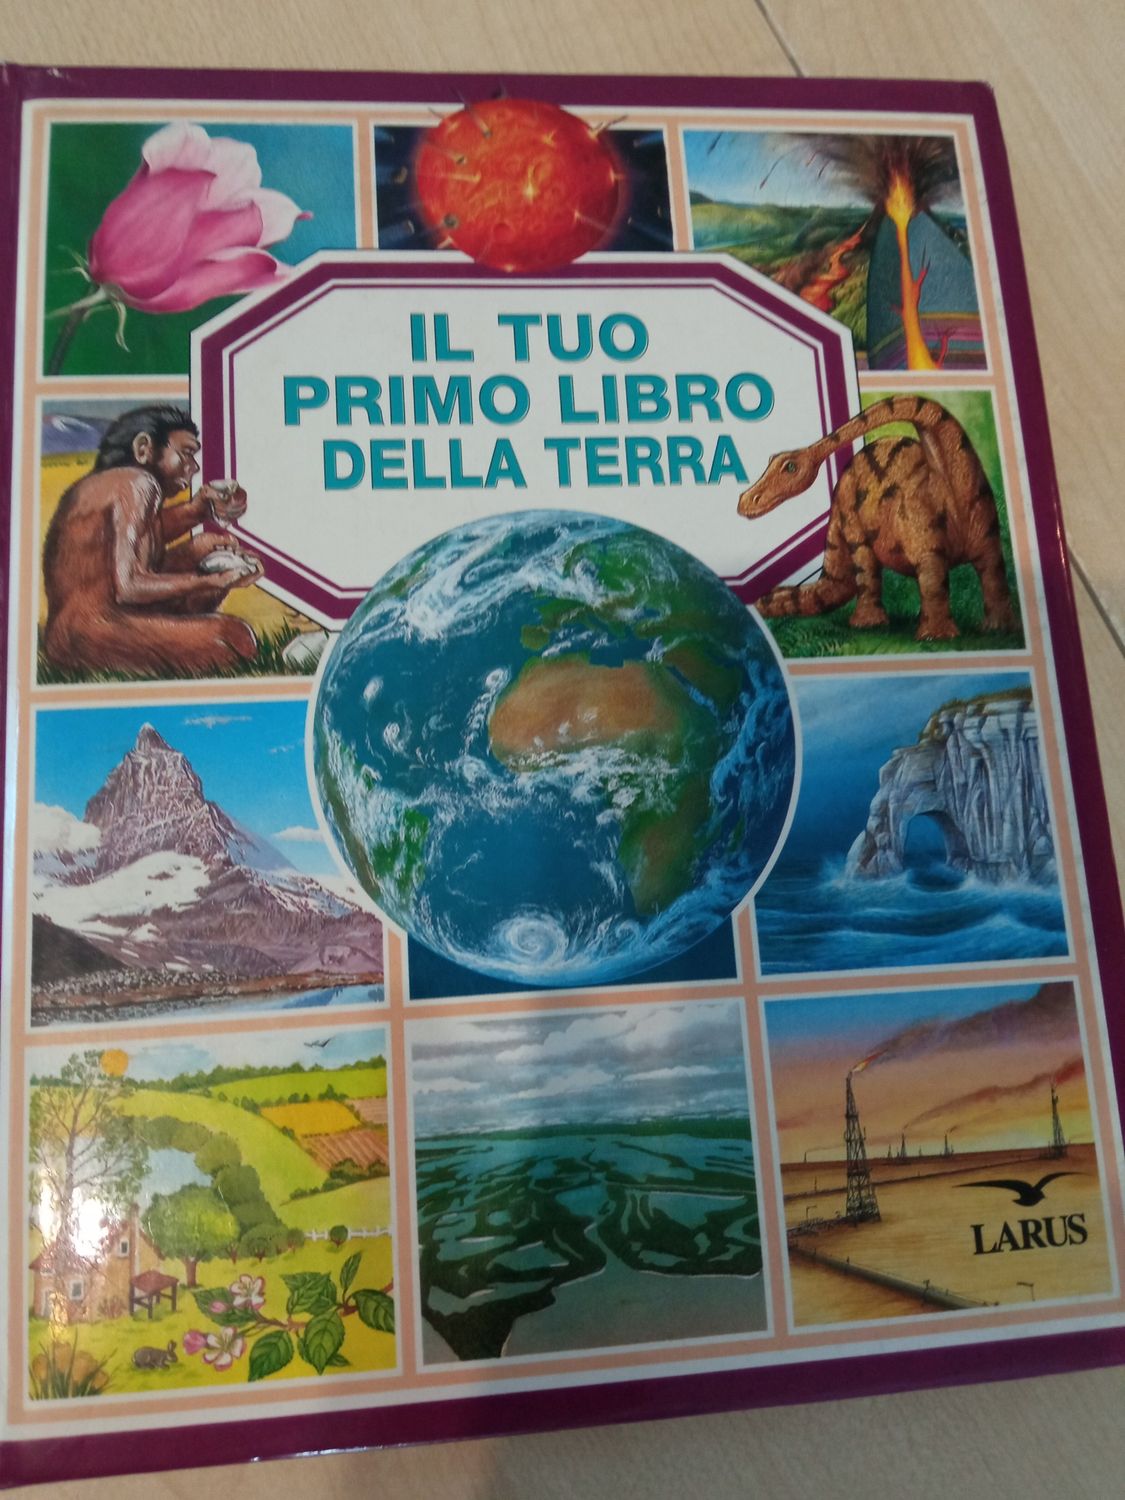 IL TUO
PRIMO LIBRO
DELLA TERRA
LARUS